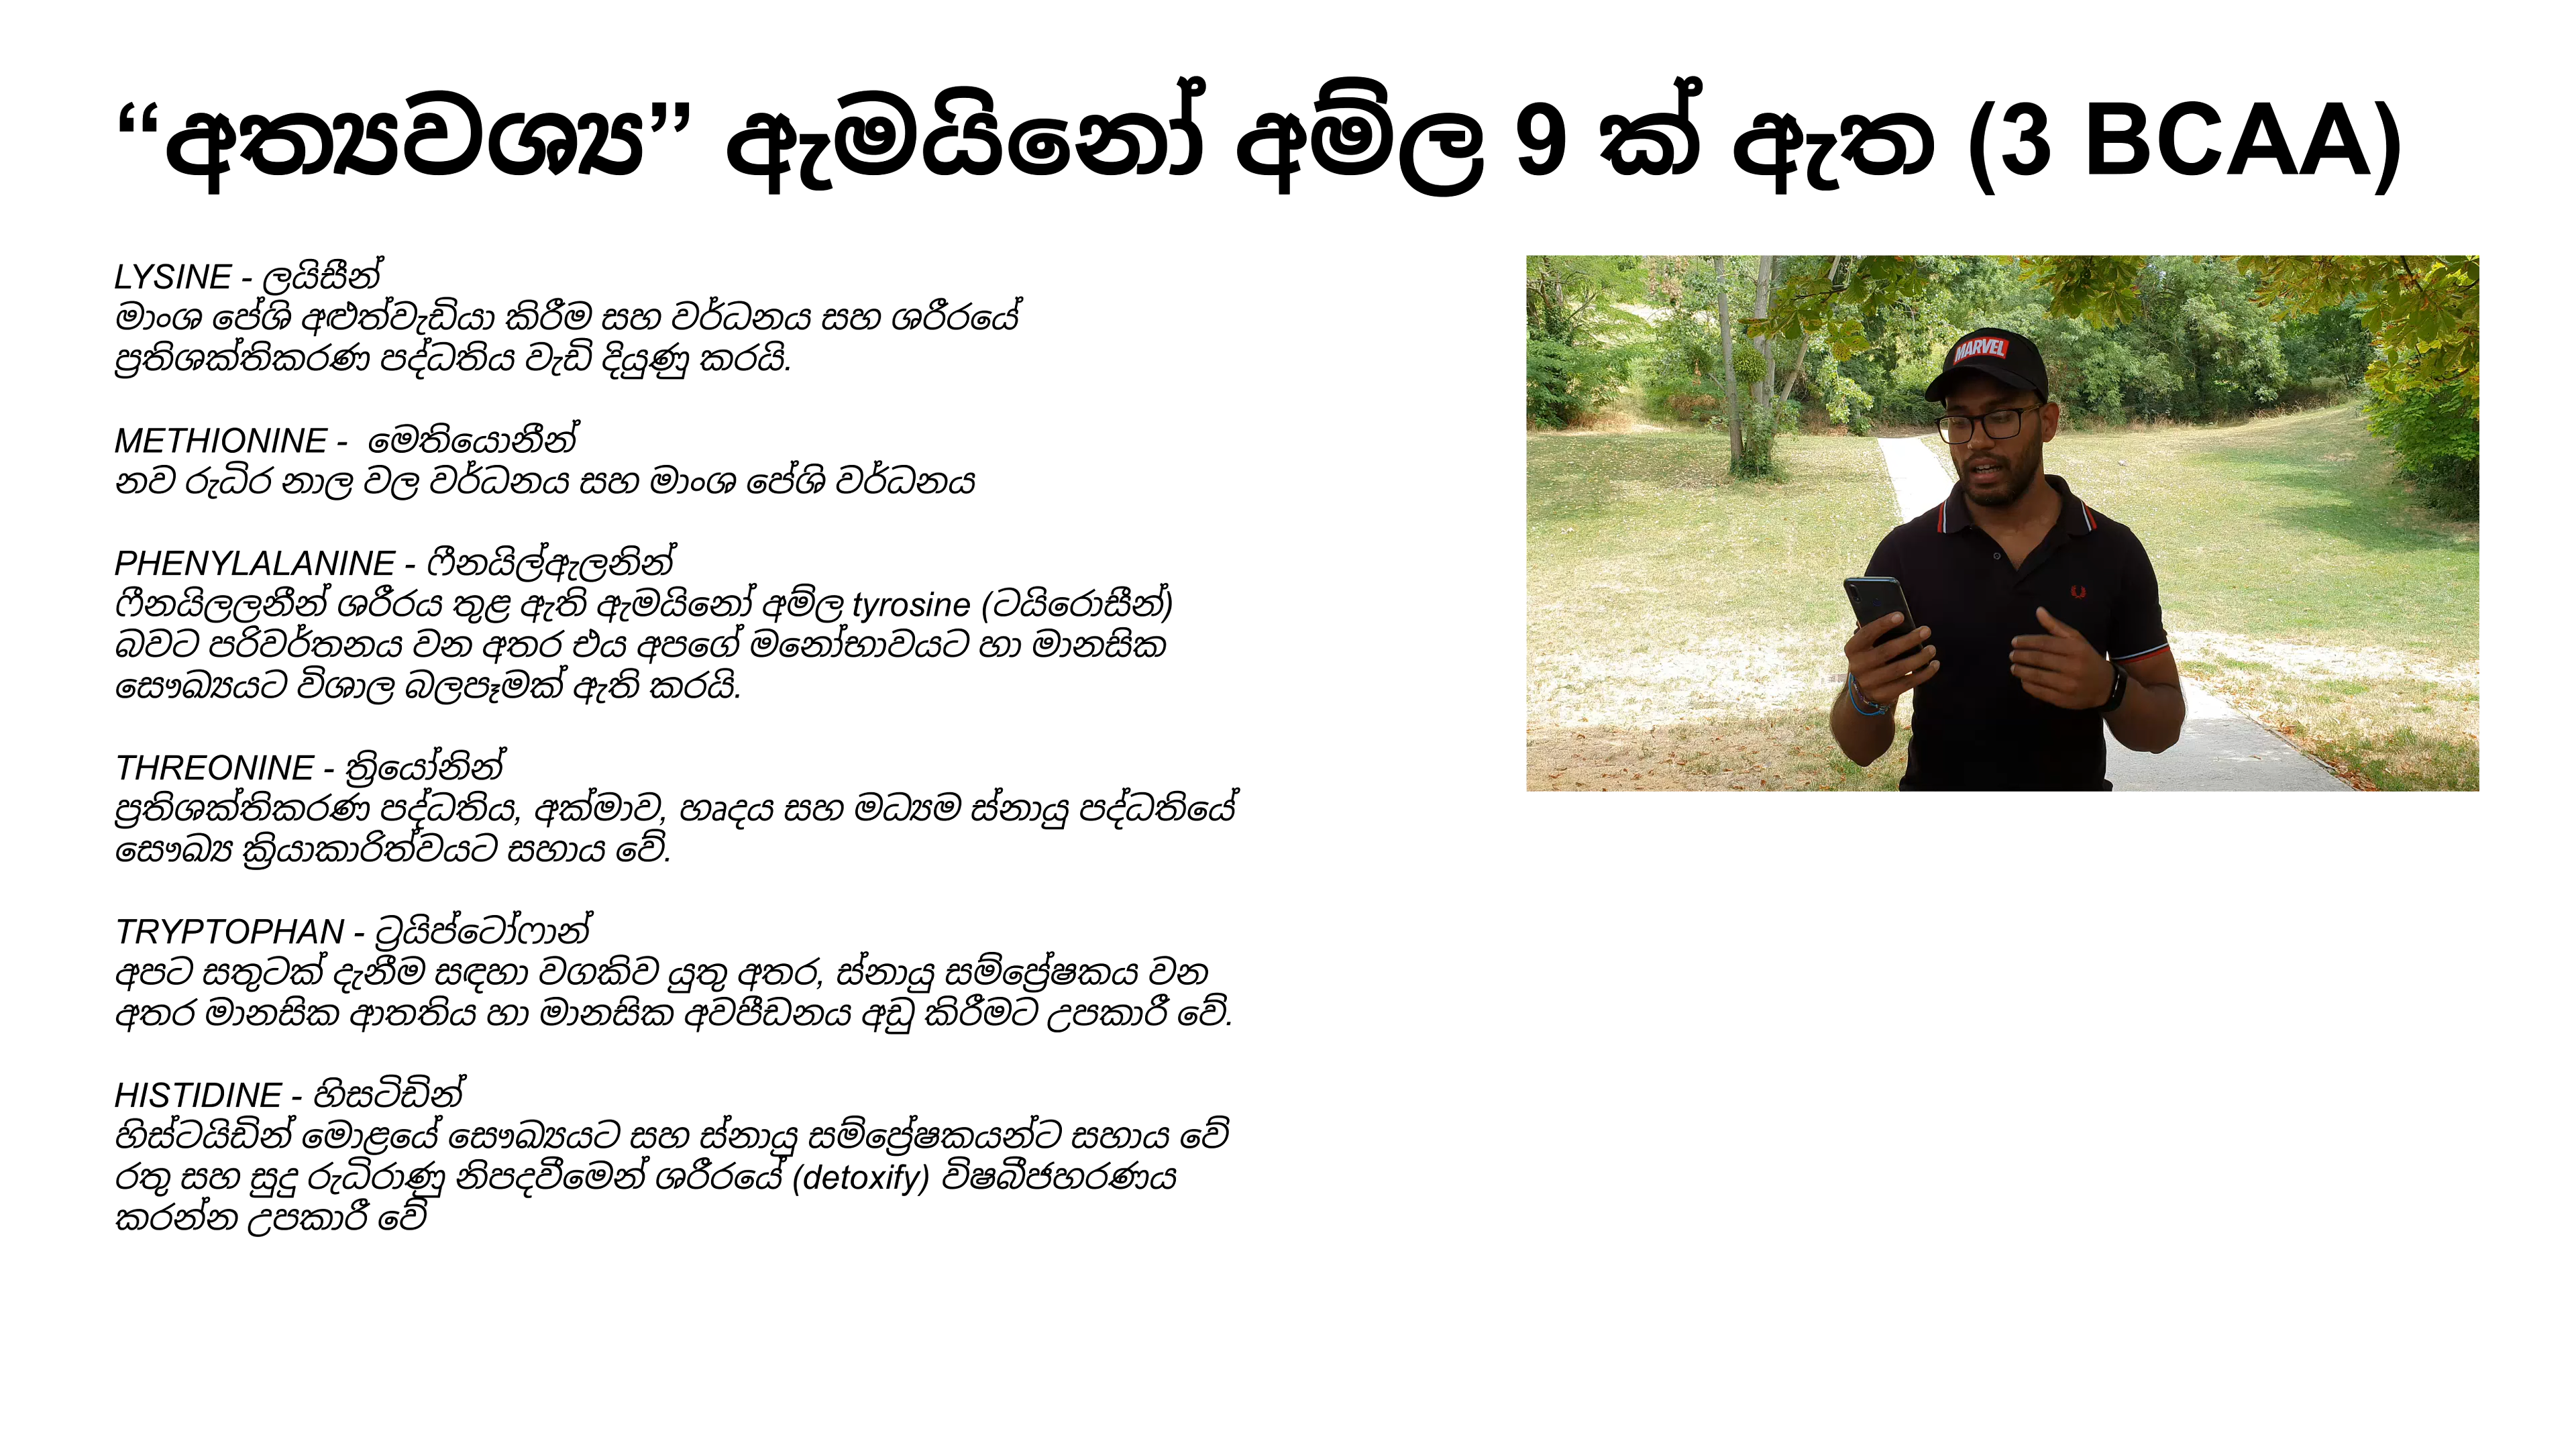 “අත්‍යවශ්‍ය” ඇමයිනෝ අම්ල 9 ක් ඇත (3 BCAA)
LYSINE - ලයිසීන්
මාංශ පේශි අළුත්වැඩියා කිරීම සහ වර්ධනය සහ ශරීරයේ
ප්‍රතිශක්තිකරණ පද්ධතිය වැඩි දියුණු කරයි.
METHIONINE -  මෙතියොනීන්
නව රුධිර නාල වල වර්ධනය සහ මාංශ පේශි වර්ධනය
PHENYLALANINE - ෆීනයිල්ඇලනින්
ෆීනයිලලනීන් ශරීරය තුළ ඇති ඇමයිනෝ අම්ල tyrosine (ටයිරොසීන්)
බවට පරිවර්තනය වන අතර එය අපගේ මනෝභාවයට හා මානසික
සෞඛ්‍යයට විශාල බලපෑමක් ඇති කරයි.
THREONINE - ත්‍රියෝනින්
ප්‍රතිශක්තිකරණ පද්ධතිය, අක්මාව, හෘදය සහ මධ්‍යම ස්නායු පද්ධතියේ
සෞඛ්‍ය ක්‍රියාකාරිත්වයට සහාය වේ.
TRYPTOPHAN - ට්‍රයිප්ටෝෆාන්
අපට සතුටක් දැනීම සඳහා වගකිව යුතු අතර, ස්නායු සම්ප්‍රේෂකය වන
අතර මානසික ආතතිය හා මානසික අවපීඩනය අඩු කිරීමට උපකාරී වේ.
HISTIDINE - හිසටිඩින්
හිස්ටයිඩින් මොළයේ සෞඛ්‍යයට සහ ස්නායු සම්ප්‍රේෂකයන්ට සහාය වේ
රතු සහ සුදු රුධිරාණු නිපදවීමෙන් ශරීරයේ (detoxify) විෂබීජහරණය
කරන්න උපකාරී වේ
MARVEL